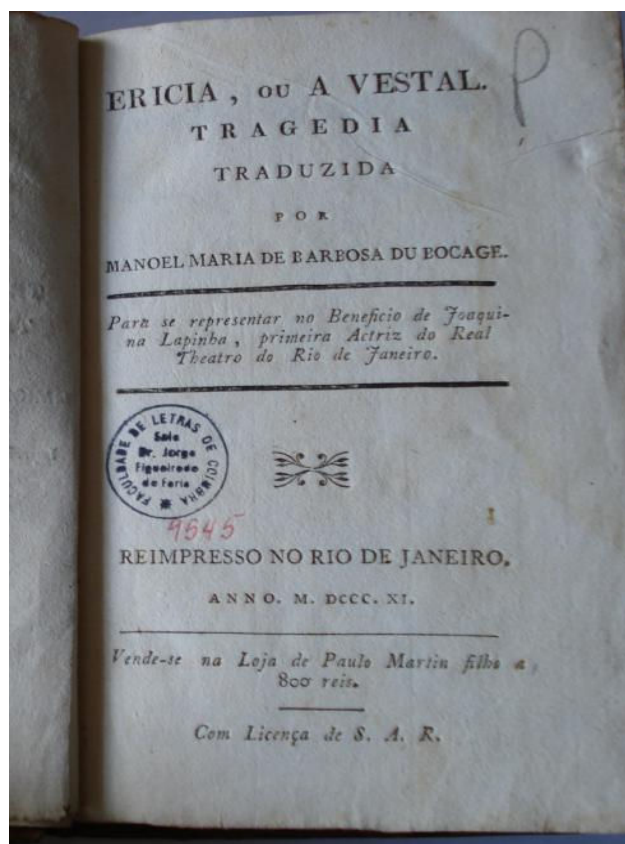 ERICIA, OU A VESTAL.
TRAGEDIA
TRADUZIDA
POR
MANOEL MARIA DE BARBOSA DU BOCAGE.
Para se representar no Beneficio de Joaqui-
na Lapinha, primeira Actriz do Real
Theatro do Rio de Janeiro.
FACULDADE DE LETRAS DE COIMBRA
Sala
Dr. Jorge
Figueiredo
de Faria
9545
REIMPRESSO NO RIO DE JANEIRO.
ANNO. M. DCCC. XI.
Vende-se na Loja de Paulo Martin filho a
800 reis.
Com Licença de S. A. R.
P